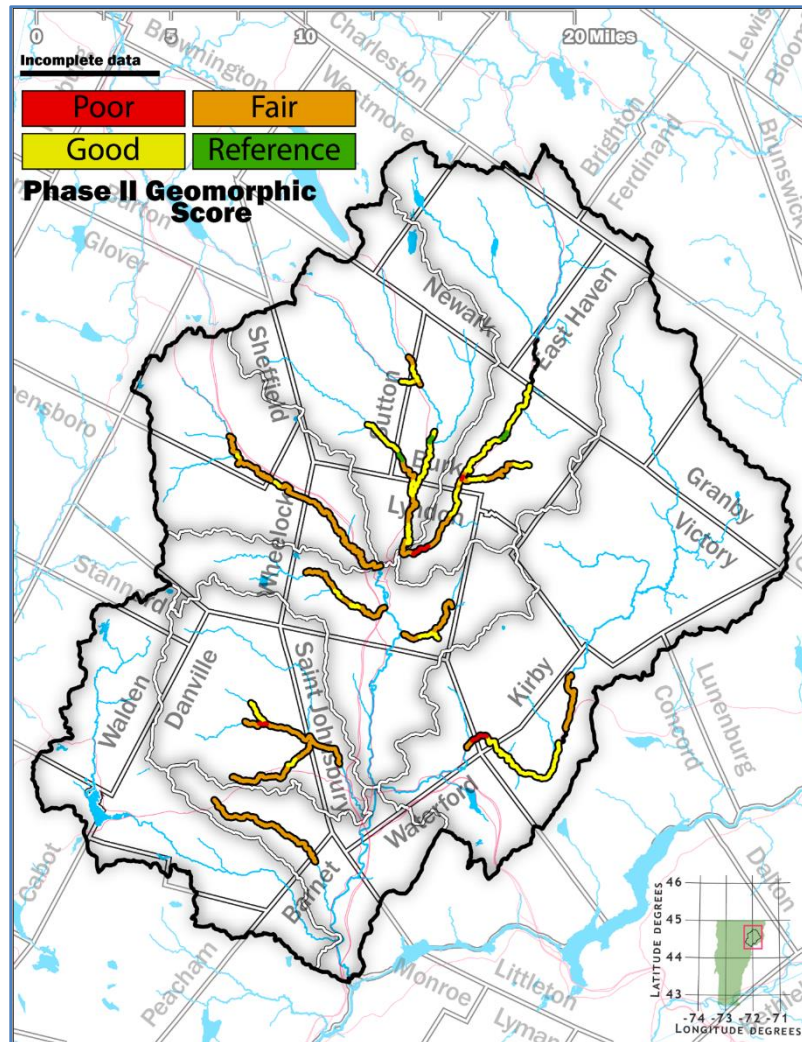 0 5 10 20 Miles
Incomplete data
Poor Fair
Good Reference
Phase II Geomorphic
Score
Brownington
Charleston
Westmore
Lewis
Brighton
Ferdinand
Brunswick
Glover
Newark
East Haven
Sheffield
Sutton
Burk
Granby
Lyndon
Victory
Wheelock
Stannard
Walden
Danville
Saint Johnsbury
Kirby
Concord
Lunenburg
Waterford
Cabot
Barnet
Dalton
Peacham
Monroe
Littleton
Lyman
46
45
44
43
Latitude degrees
-74 -73 -72 -71
Longitude degrees